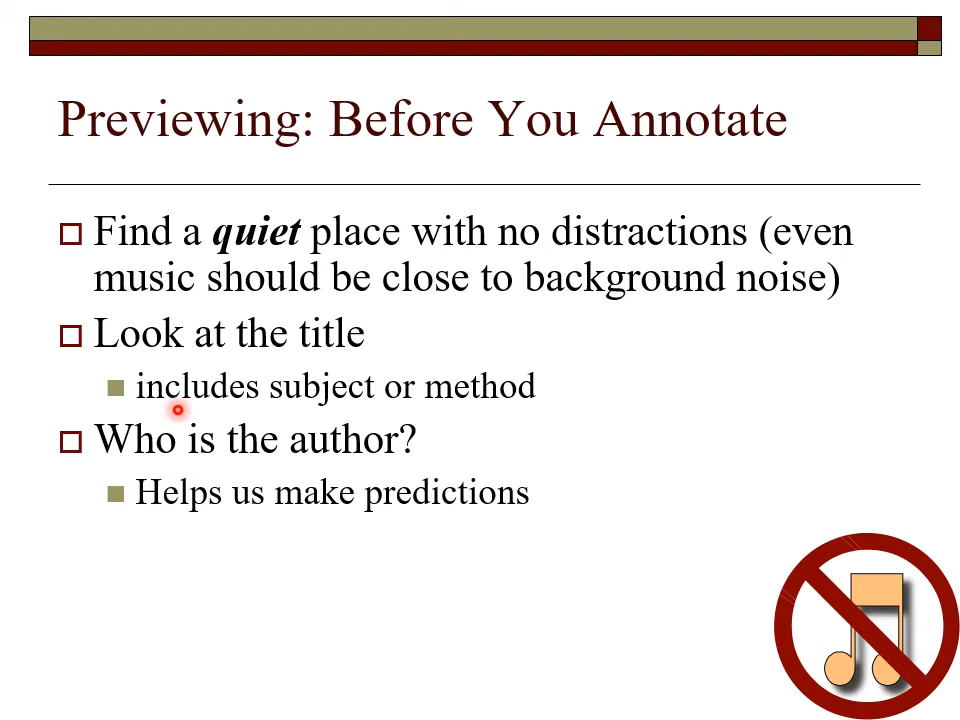 Previewing: Before You Annotate
Find a quiet place with no distractions (even
music should be close to background noise)
Look at the title
includes subject or method
Who is the author?
Helps us make predictions